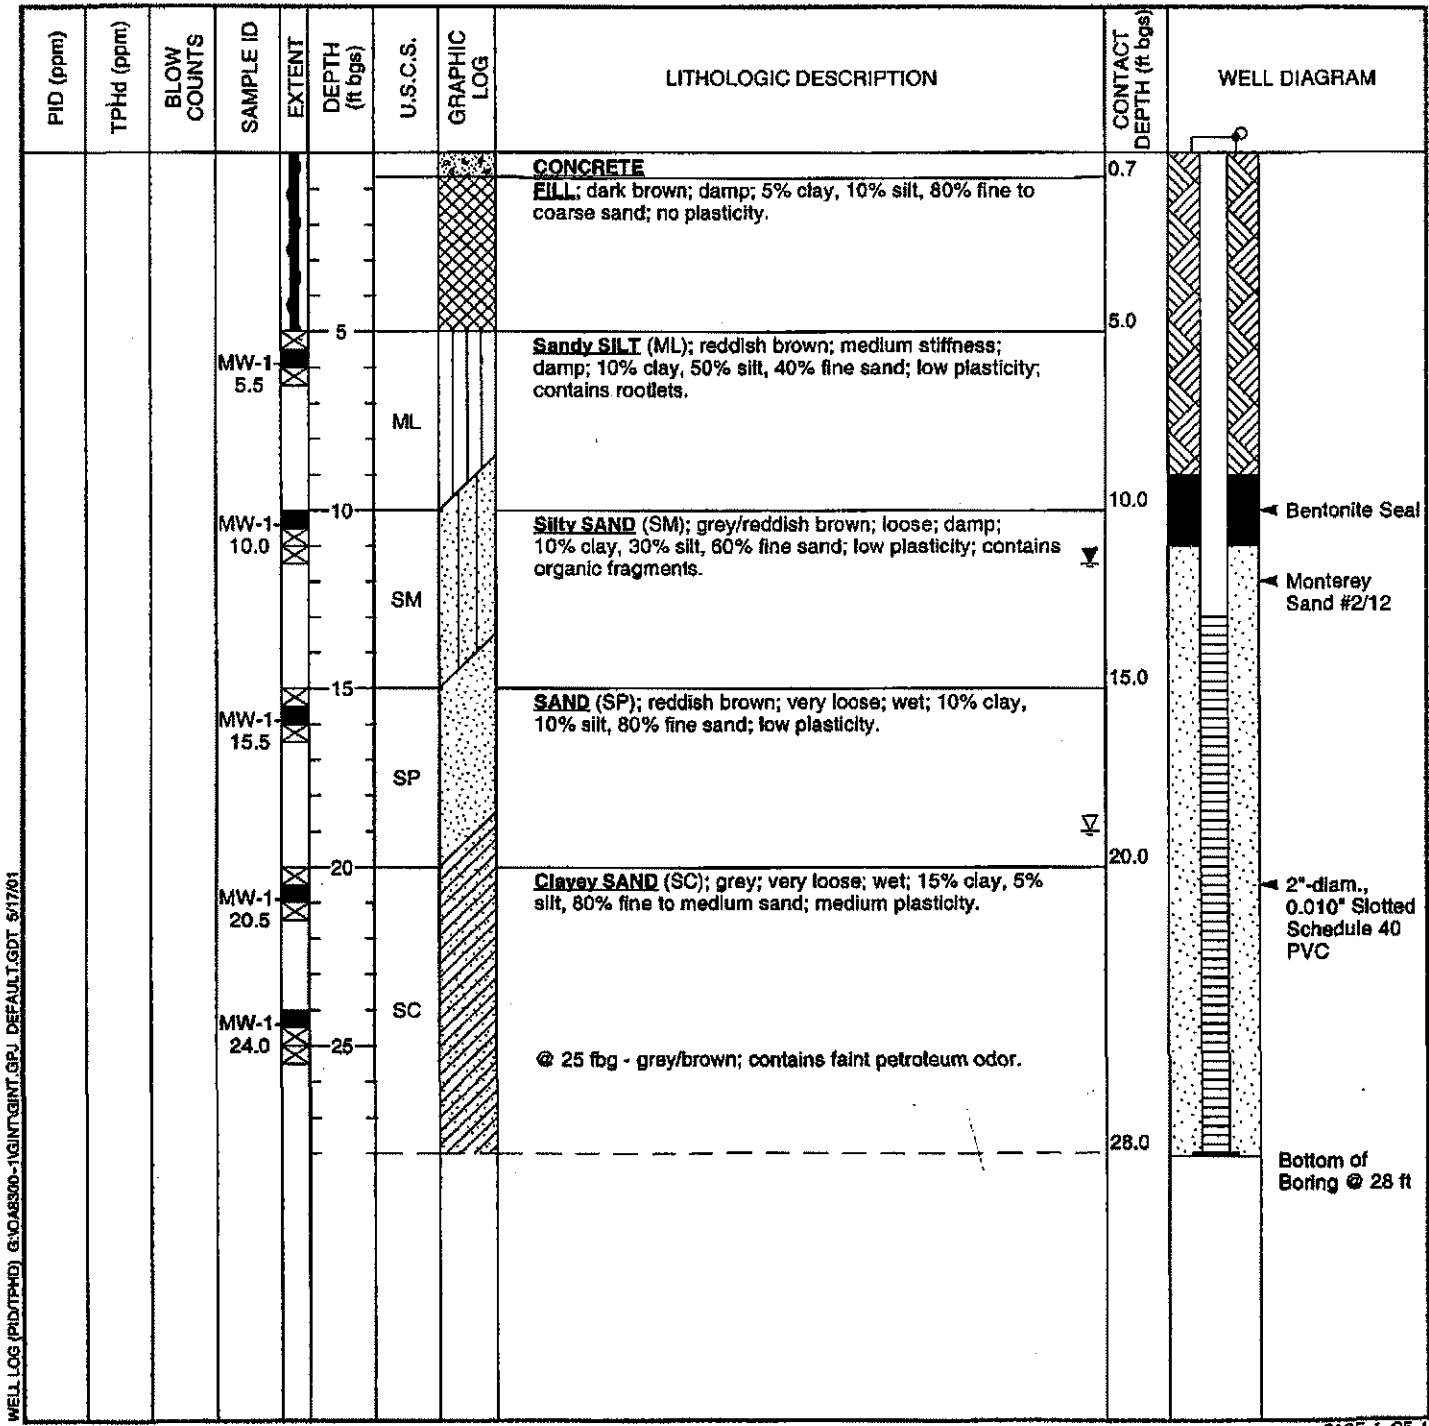 PID (ppm)
TPHd (ppm)
BLOW
COUNTS
SAMPLE ID
EXTENT
DEPTH
(ft bgs)
U.S.C.S.
GRAPHIC
LOG
LITHOLOGIC DESCRIPTION
CONTACT
DEPTH (ft bgs)
WELL DIAGRAM
CONCRETE
0.7
FILL; dark brown; damp; 5% clay, 10% silt, 80% fine to
coarse sand; no plasticity.
5
5.0
Sandy SILT (ML); reddish brown; medium stiffness;
damp; 10% clay, 50% silt, 40% fine sand; low plasticity;
contains rootlets.
MW-1-
5.5
ML
10
10.0
Bentonite Seal
MW-1-
10.0
Silty SAND (SM); grey/reddish brown; loose; damp;
10% clay, 30% silt, 60% fine sand; low plasticity; contains
organic fragments.
SM
Monterey
Sand #2/12
15
15.0
SAND (SP); reddish brown; very loose; wet; 10% clay,
10% silt, 80% fine sand; low plasticity.
MW-1-
15.5
SP
20
20.0
Clayey SAND (SC); grey; very loose; wet; 15% clay, 5%
silt, 80% fine to medium sand; medium plasticity.
MW-1-
20.5
2"-diam.,
0.010" Slotted
Schedule 40
PVC
SC
MW-1-
24.0
25
@ 25 fbg - grey/brown; contains faint petroleum odor.
28.0
Bottom of
Boring @ 28 ft
WELL LOG (PID/TPHD) G:\OA8300-1\GINT\GINT.GPJ DEFAULT.GDT 5/17/01